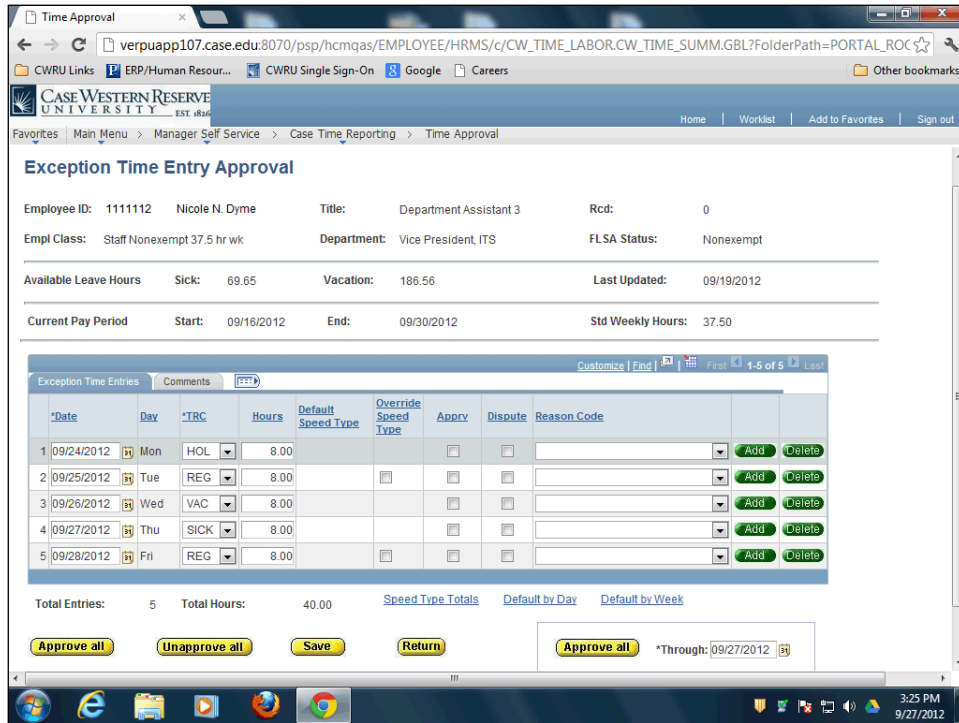 Time Approval
verpuapp107.case.edu:8070/psp/hcmqas/EMPLOYEE/HRMS/c/CW_TIME_LABOR.CW_TIME_SUMM.GBL?FolderPath=PORTAL_ROC
CWRU Links ERP/Human Resour... CWRU Single Sign-On Google Careers Other bookmarks
CASE WESTERN RESERVE
UNIVERSITY EST. 1826
Home | Worklist | Add to Favorites | Sign out
Favorites | Main Menu > Manager Self Service > Case Time Reporting > Time Approval
Exception Time Entry Approval
Employee ID: 1111112 Nicole N. Dyme Title: Department Assistant 3 Rcd: 0
Empl Class: Staff Nonexempt 37.5 hr wk Department: Vice President, ITS FLSA Status: Nonexempt
Available Leave Hours Sick: 69.65 Vacation: 186.56 Last Updated: 09/19/2012
Current Pay Period Start: 09/16/2012 End: 09/30/2012 Std Weekly Hours: 37.50
Customize | Find | First 1-5 of 5 Last
Exception Time Entries Comments
*Date Day *TRC Hours Default Speed Type Override Speed Type Apprv Dispute Reason Code
1 09/24/2012 Mon HOL 8.00 Add Delete
2 09/25/2012 Tue REG 8.00 Add Delete
3 09/26/2012 Wed VAC 8.00 Add Delete
4 09/27/2012 Thu SICK 8.00 Add Delete
5 09/28/2012 Fri REG 8.00 Add Delete
Total Entries: 5 Total Hours: 40.00 Speed Type Totals Default by Day Default by Week
Approve all Unapprove all Save Return Approve all *Through: 09/27/2012
3:25 PM
9/27/2012